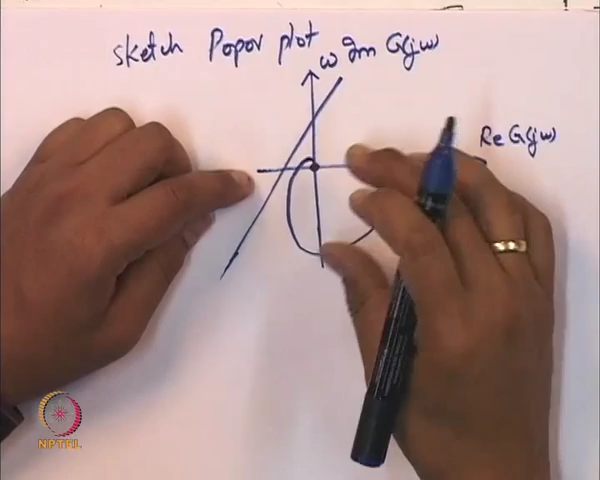 sketch Popov plot
ω Im G(jω)
Re G(jω)
NPTEL